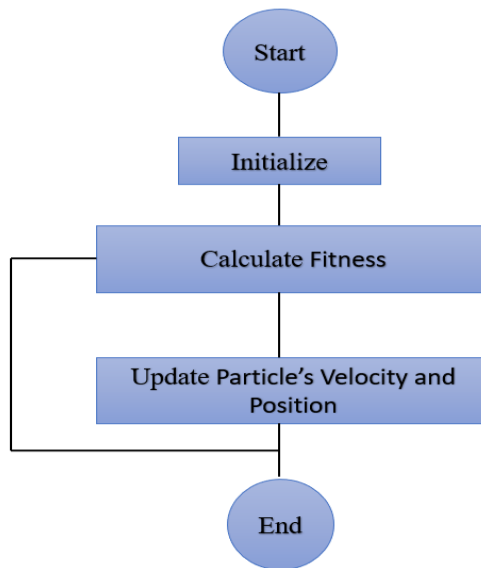 Start
Initialize
Calculate Fitness
Update Particle’s Velocity and
Position
End